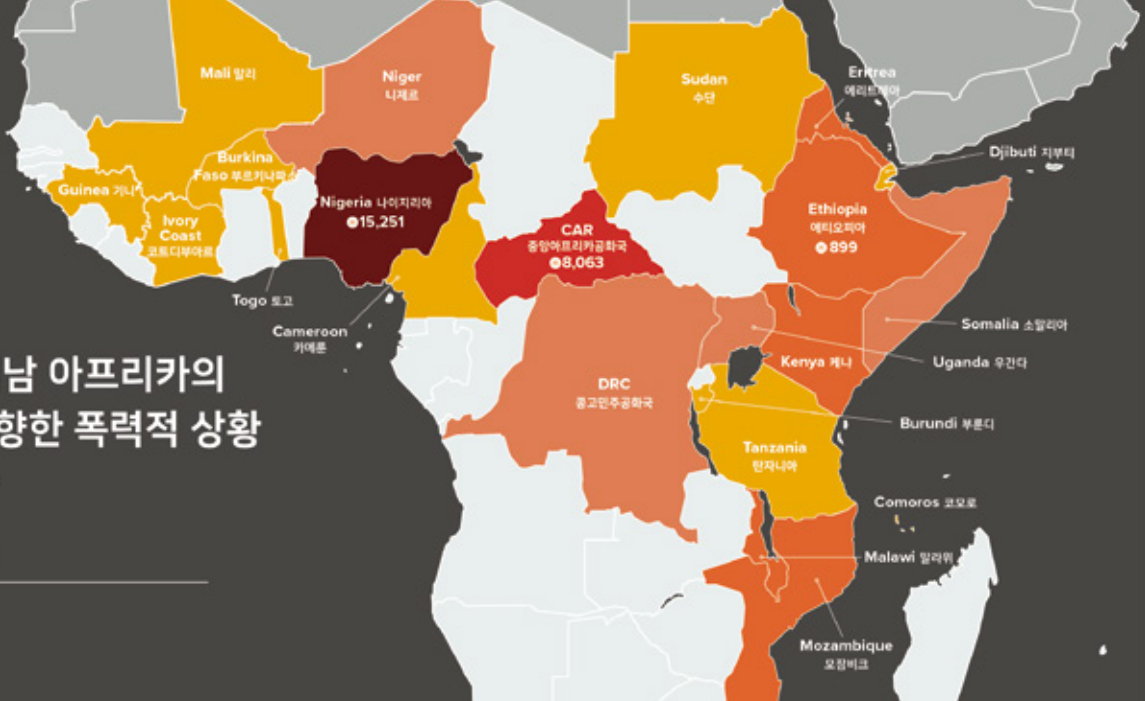 Mali 말리
Niger
니제르
Sudan
수단
Eritrea
에리트레아
Djibuti 지부티
Burkina
Faso 부르키나파소
Guinea 기니
Ivory
Coast
코트디부아르
Nigeria 나이지리아
15,251
CAR
중앙아프리카공화국
8,063
Ethiopia
에티오피아
899
Togo 토고
Cameroon
카메룬
Somalia 소말리아
Uganda 우간다
Kenya 케냐
남 아프리카의
향한 폭력적 상황
DRC
콩고민주공화국
Burundi 부룬디
Tanzania
탄자니아
Comoros 코모로
Malawi 말라위
Mozambique
모잠비크